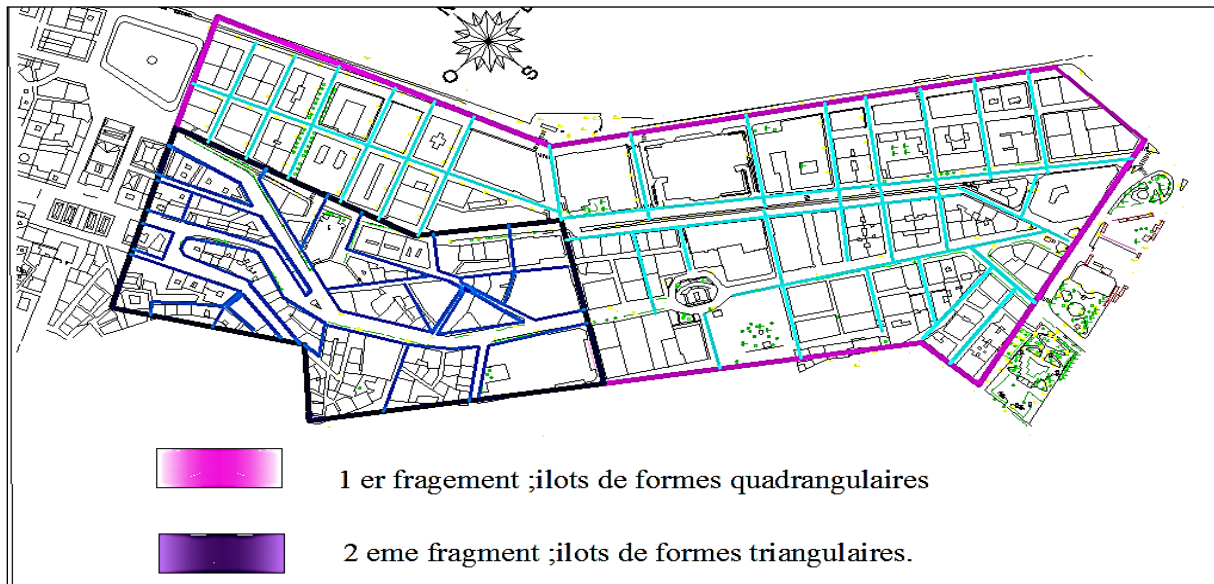 O
S
1 er fragement ;ilots de formes quadrangulaires
2 eme fragment ;ilots de formes triangulaires.